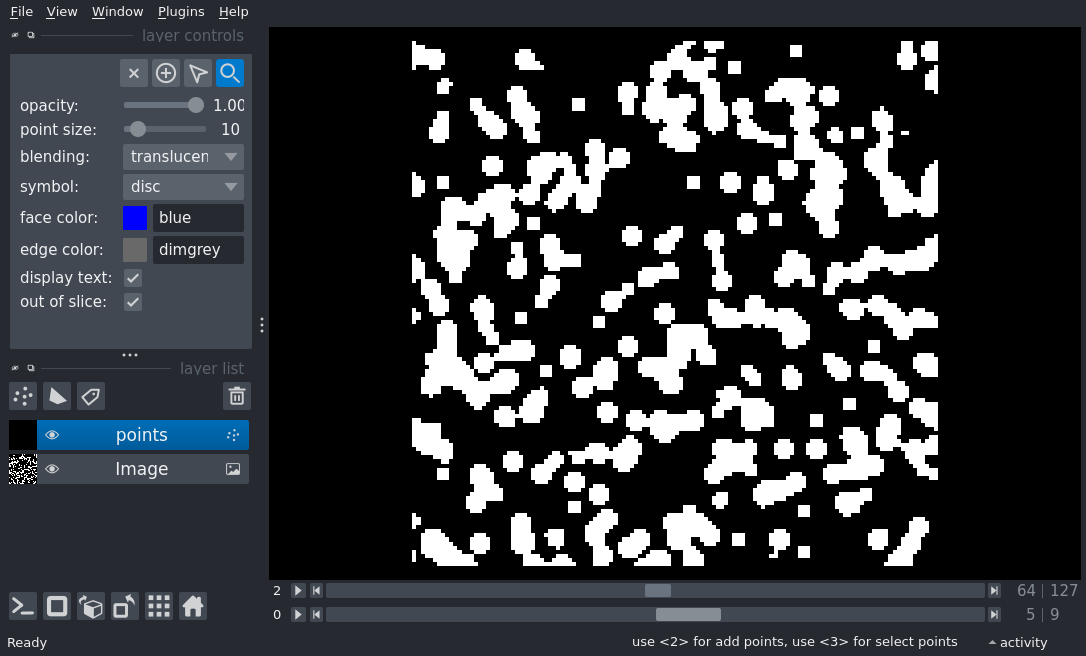 File View Window Plugins Help
layer controls
opacity: 1.00
point size: 10
blending: translucen
symbol: disc
face color: blue
edge color: dimgrey
display text:
out of slice:
layer list
points
Image
2 64 | 127
0 5 | 9
Ready use <2> for add points, use <3> for select points activity